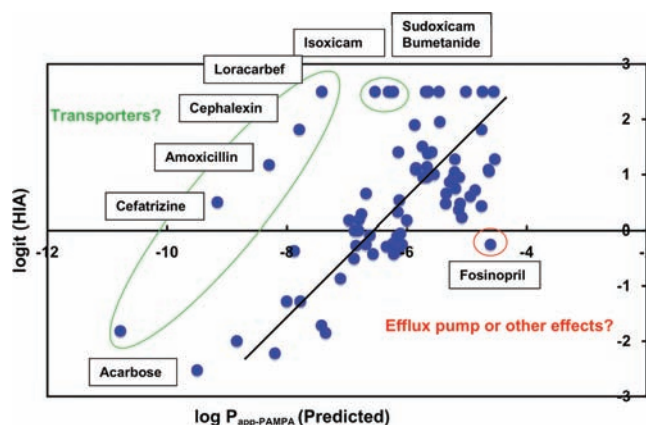 Sudoxicam
Isoxicam
Bumetanide
Loracarbef
Transporters?
Cephalexin
Amoxicillin
Cefatrizine
Fosinopril
Efflux pump or other effects?
Acarbose
logit (HIA)
3
2
1
0
-1
-2
-3
-12 -10 -8 -6 -4 -2
log Papp-PAMPA (Predicted)